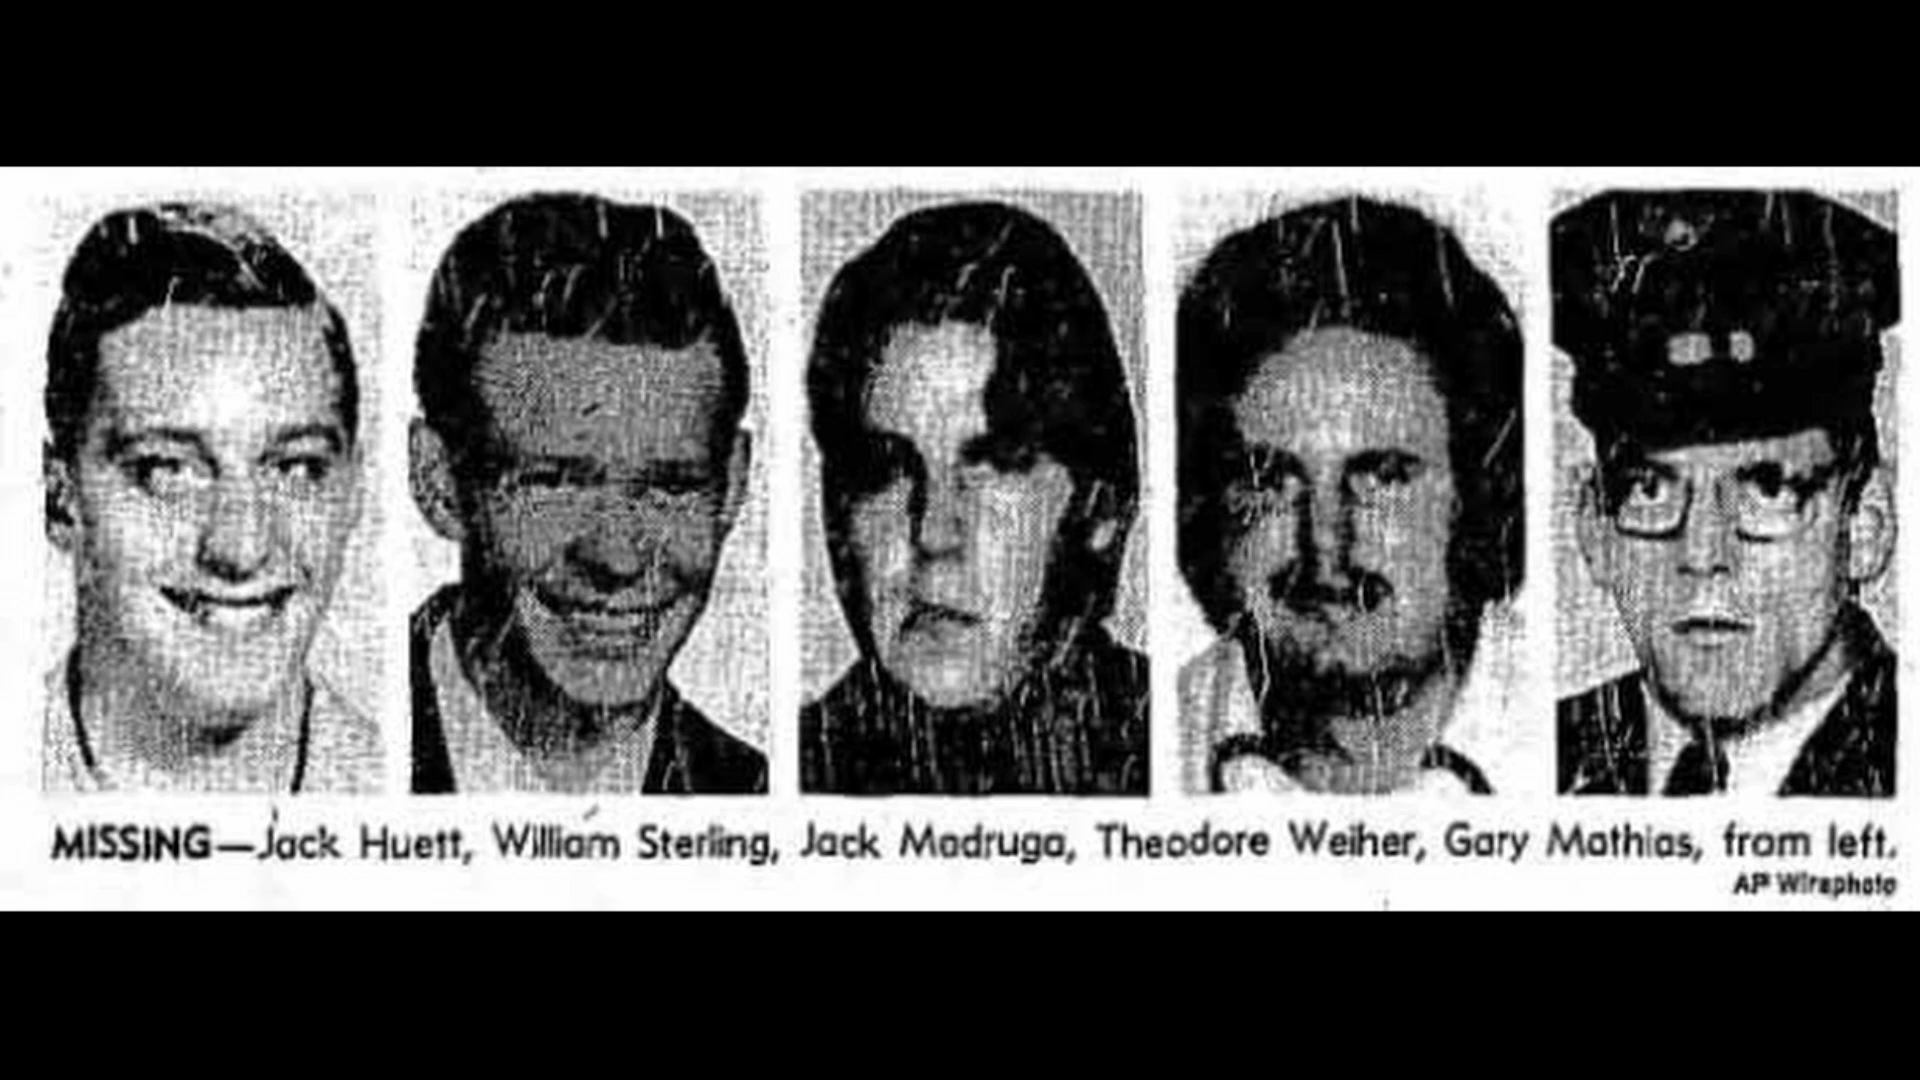 MISSING—Jack Huett, William Sterling, Jack Madruga, Theodore Weiher, Gary Mathias, from left.
AP Wirephoto